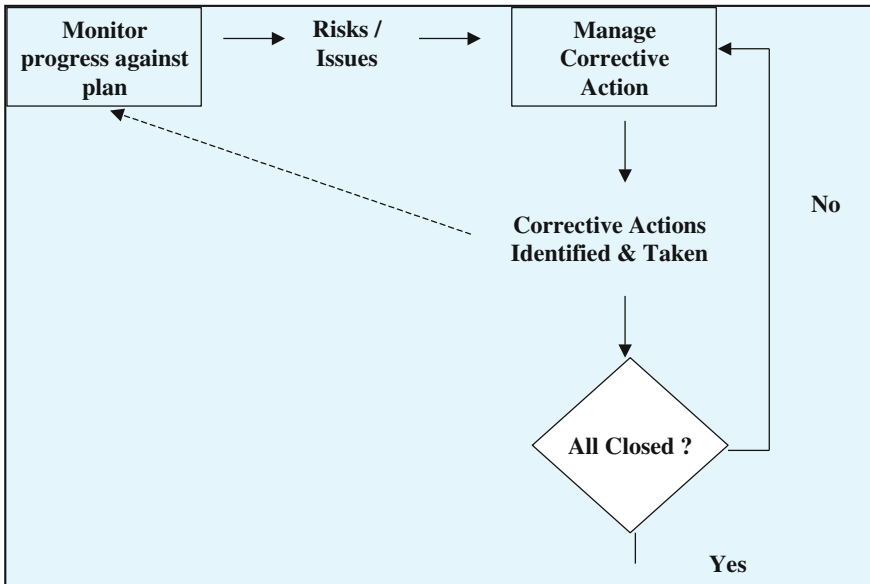 Monitor
progress against
plan
Risks /
Issues
Manage
Corrective
Action
No
Corrective Actions
Identified & Taken
All Closed ?
Yes